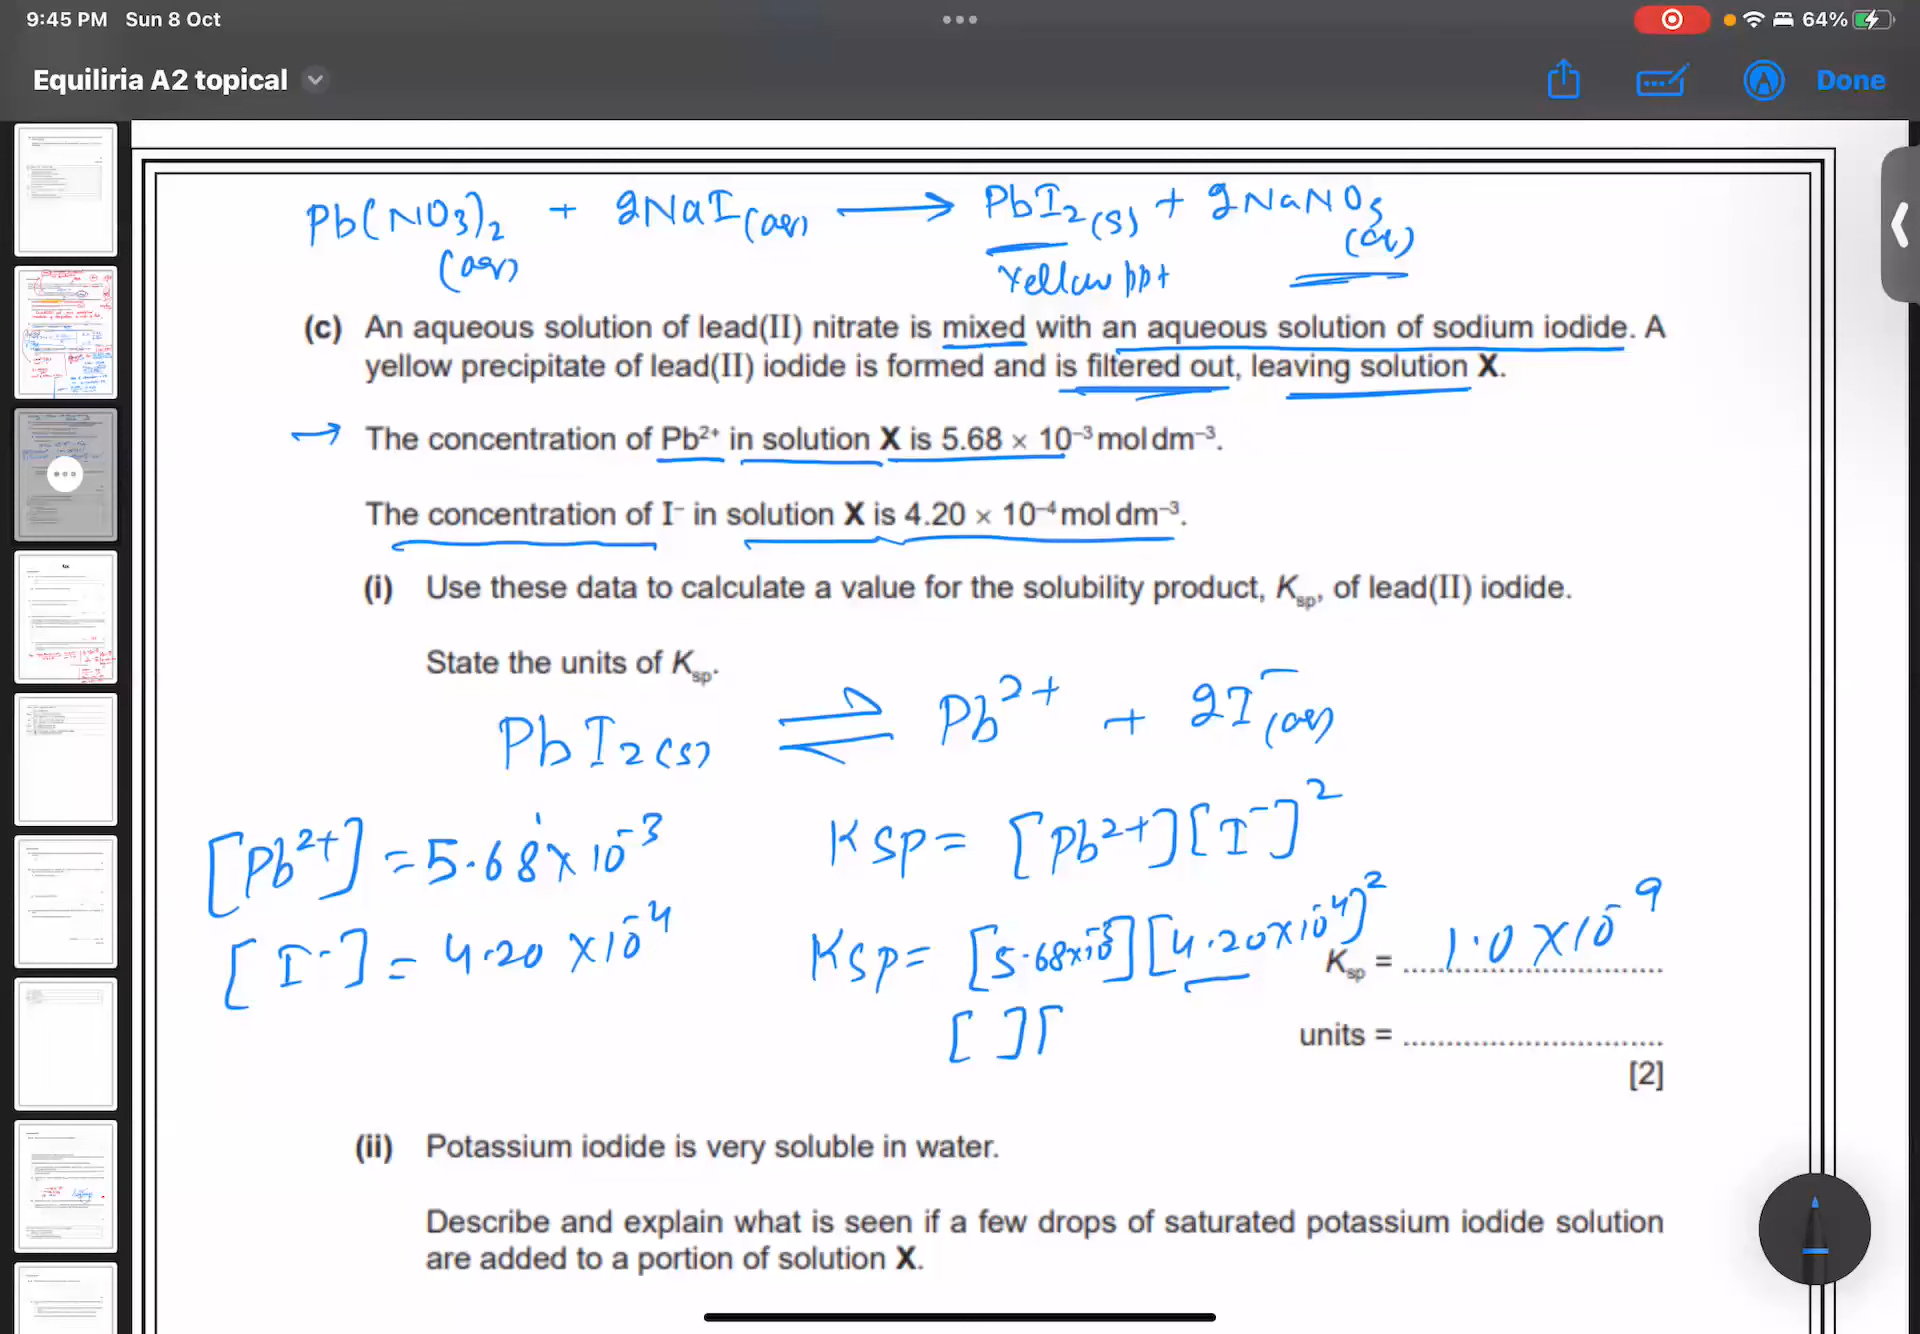 9:45 PM Sun 8 Oct
64%
Equiliria A2 topical
Done
Pb(NO3)2 (aq) + 2NaI(aq) → PbI2(s) + 2NaNO3 (aq)
Yellow ppt
(c) An aqueous solution of lead(II) nitrate is mixed with an aqueous solution of sodium iodide. A
yellow precipitate of lead(II) iodide is formed and is filtered out, leaving solution X.
→ The concentration of Pb²⁺ in solution X is 5.68 × 10⁻³ mol dm⁻³.
The concentration of I⁻ in solution X is 4.20 × 10⁻⁴ mol dm⁻³.
(i) Use these data to calculate a value for the solubility product, Ksp, of lead(II) iodide.
State the units of Ksp.
PbI2(s) ⇌ Pb²⁺ + 2I⁻(aq)
[Pb²⁺] = 5.68 × 10⁻³
Ksp = [Pb²⁺][I⁻]²
[I⁻] = 4.20 × 10⁻⁴
Ksp = [5.68×10⁻³][4.20×10⁻⁴]²
Ksp = 1.0 × 10⁻⁹
[ ][
units = ..............................
[2]
(ii) Potassium iodide is very soluble in water.
Describe and explain what is seen if a few drops of saturated potassium iodide solution
are added to a portion of solution X.